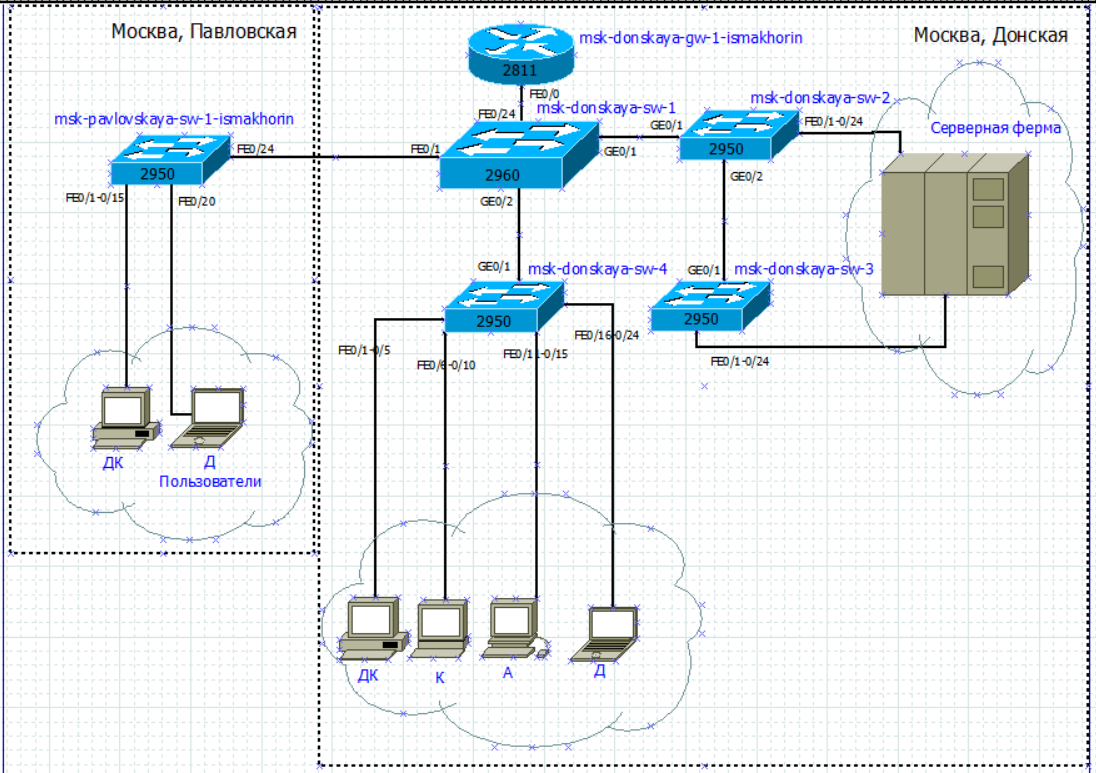 Москва, Павловская
Москва, Донская
msk-donskaya-gw-1-ismakhorin
2811
FE0/0
msk-donskaya-sw-1
FE0/24
msk-donskaya-sw-2
msk-pavlovskaya-sw-1-ismakhorin
GE0/1
FE0/1-0/24
Серверная ферма
FE0/24
FE0/1
GE0/1
2950
2950
2960
GE0/2
FE0/1-0/15
FE0/20
GE0/2
GE0/1
msk-donskaya-sw-4
GE0/1
msk-donskaya-sw-3
2950
2950
FE0/16-0/24
FE0/1-0/5
FE0/6-0/10
FE0/11-0/15
FE0/1-0/24
ДК
Д
Пользователи
ДК
К
А
Д